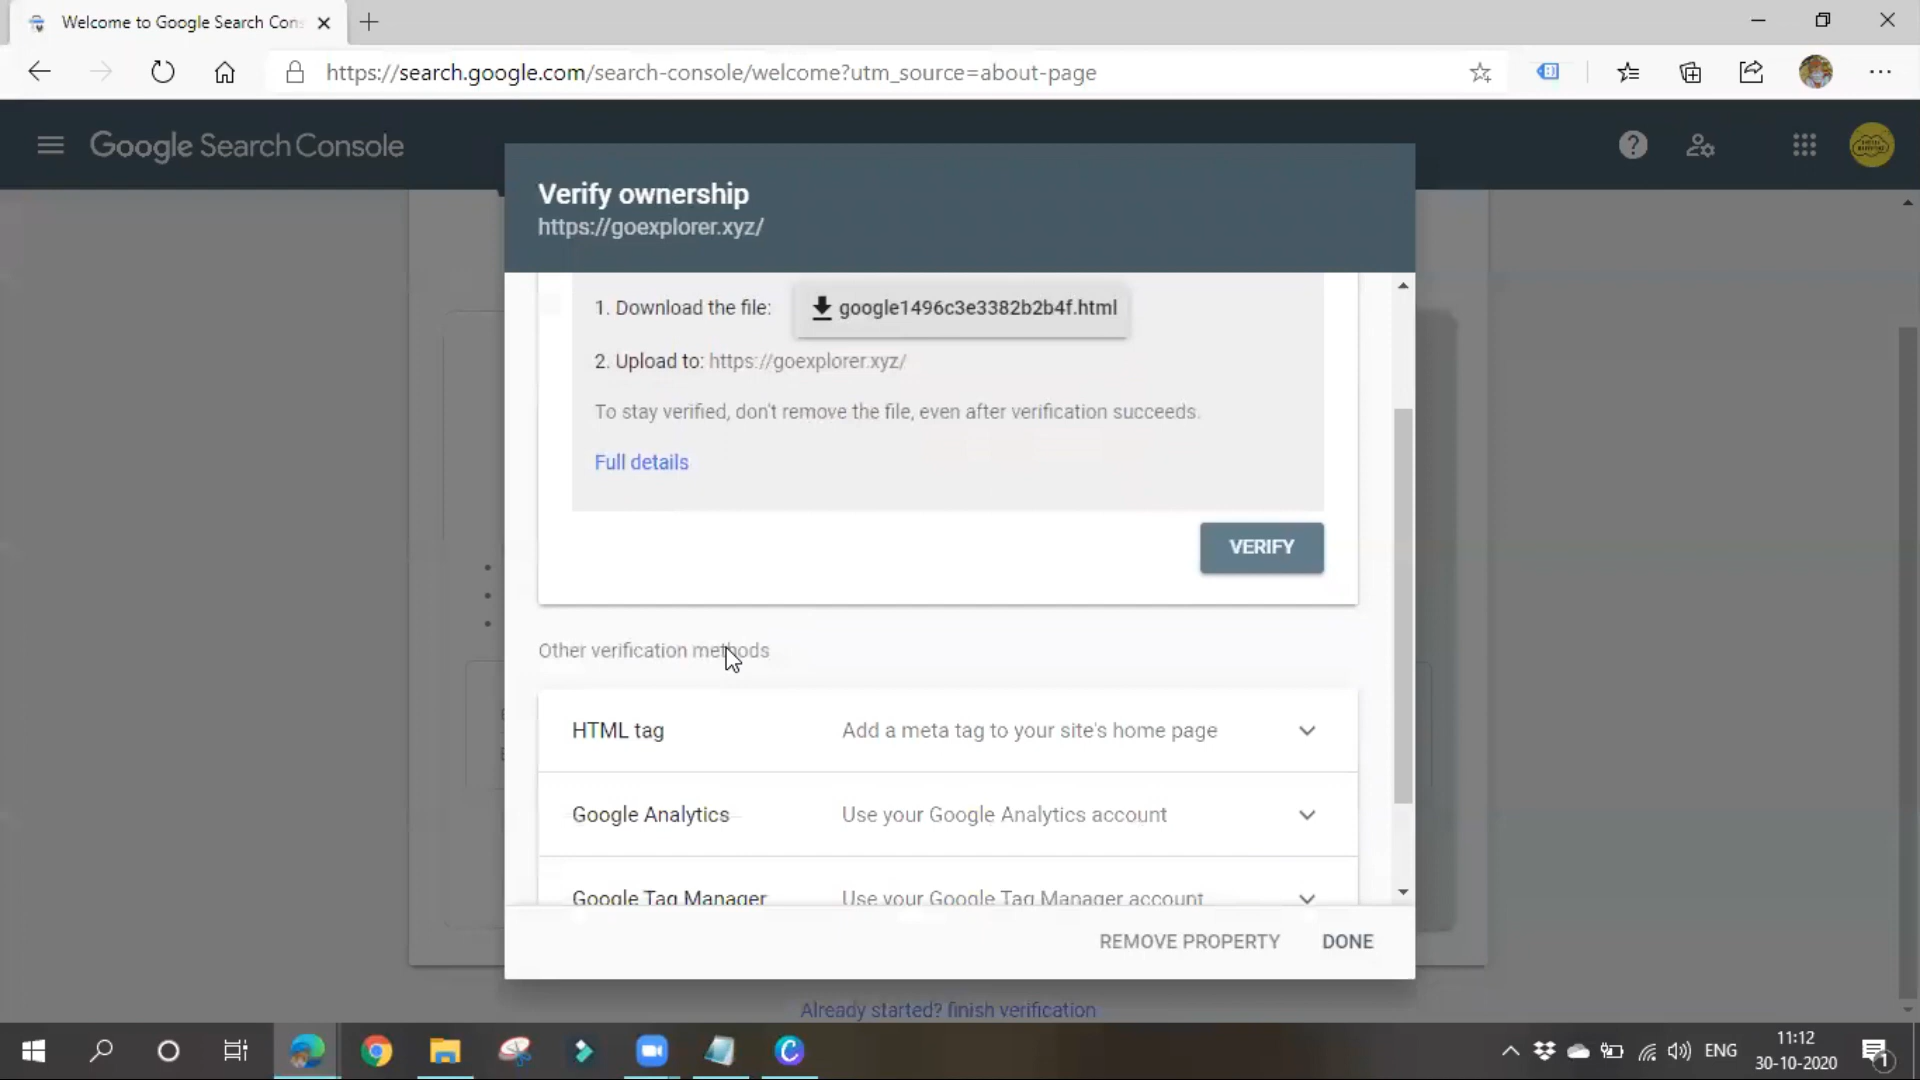 Welcome to Google Search Con
https://search.google.com/search-console/welcome?utm_source=about-page
Google Search Console
Verify ownership
https://goexplorer.xyz/
1. Download the file: google1496c3e3382b2b4f.html
2. Upload to: https://goexplorer.xyz/
To stay verified, don't remove the file, even after verification succeeds.
Full details
VERIFY
Other verification methods
HTML tag Add a meta tag to your site's home page
Google Analytics Use your Google Analytics account
Google Tag Manager Use your Google Tag Manager account
REMOVE PROPERTY DONE
Already started? finish verification
ENG
11:12
30-10-2020
1